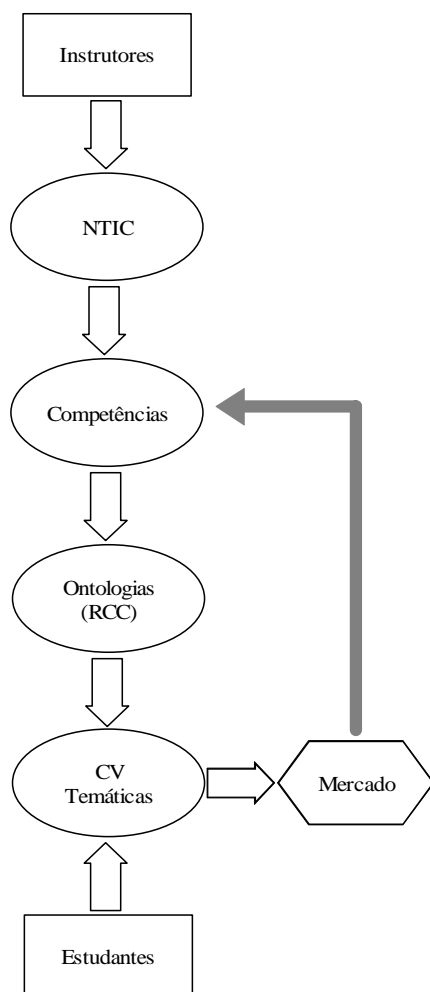 Instrutores
NTIC
Competências
Ontologias
(RCC)
CV
Temáticas
Mercado
Estudantes